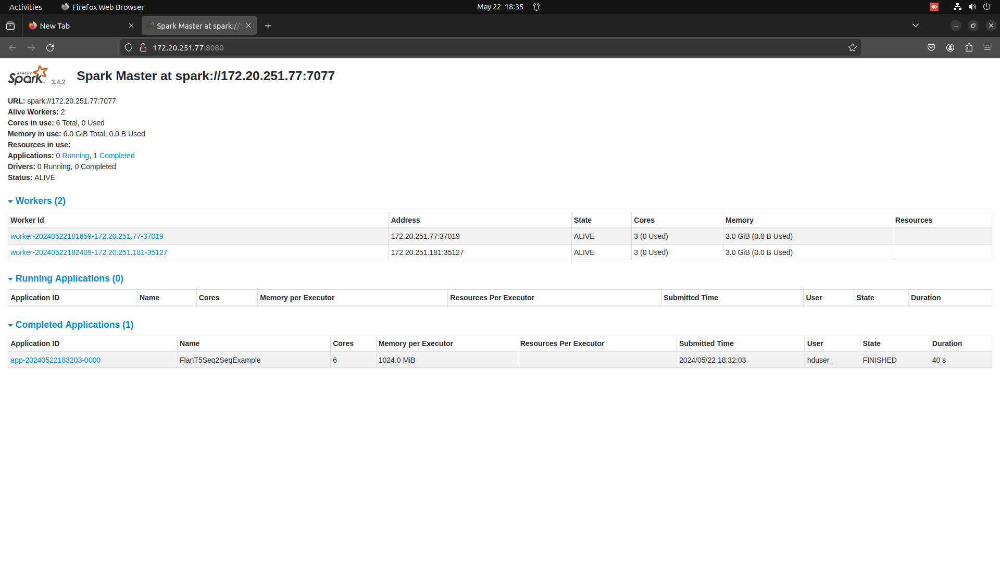 Activities Firefox Web Browser May 22 18:35
New Tab Spark Master at spark://1
172.20.251.77:8080
APACHE Spark 3.4.2 Spark Master at spark://172.20.251.77:7077
URL: spark://172.20.251.77:7077
Alive Workers: 2
Cores in use: 6 Total, 0 Used
Memory in use: 6.0 GiB Total, 0.0 B Used
Resources in use:
Applications: 0 Running, 1 Completed
Drivers: 0 Running, 0 Completed
Status: ALIVE
Workers (2)
Worker Id Address State Cores Memory Resources
worker-20240522181659-172.20.251.77-37019 172.20.251.77:37019 ALIVE 3 (0 Used) 3.0 GiB (0.0 B Used)
worker-20240522182409-172.20.251.181-35127 172.20.251.181:35127 ALIVE 3 (0 Used) 3.0 GiB (0.0 B Used)
Running Applications (0)
Application ID Name Cores Memory per Executor Resources Per Executor Submitted Time User State Duration
Completed Applications (1)
Application ID Name Cores Memory per Executor Resources Per Executor Submitted Time User State Duration
app-20240522183203-0000 FlanT5Seq2SeqExample 6 1024.0 MiB 2024/05/22 18:32:03 hduser_ FINISHED 40 s